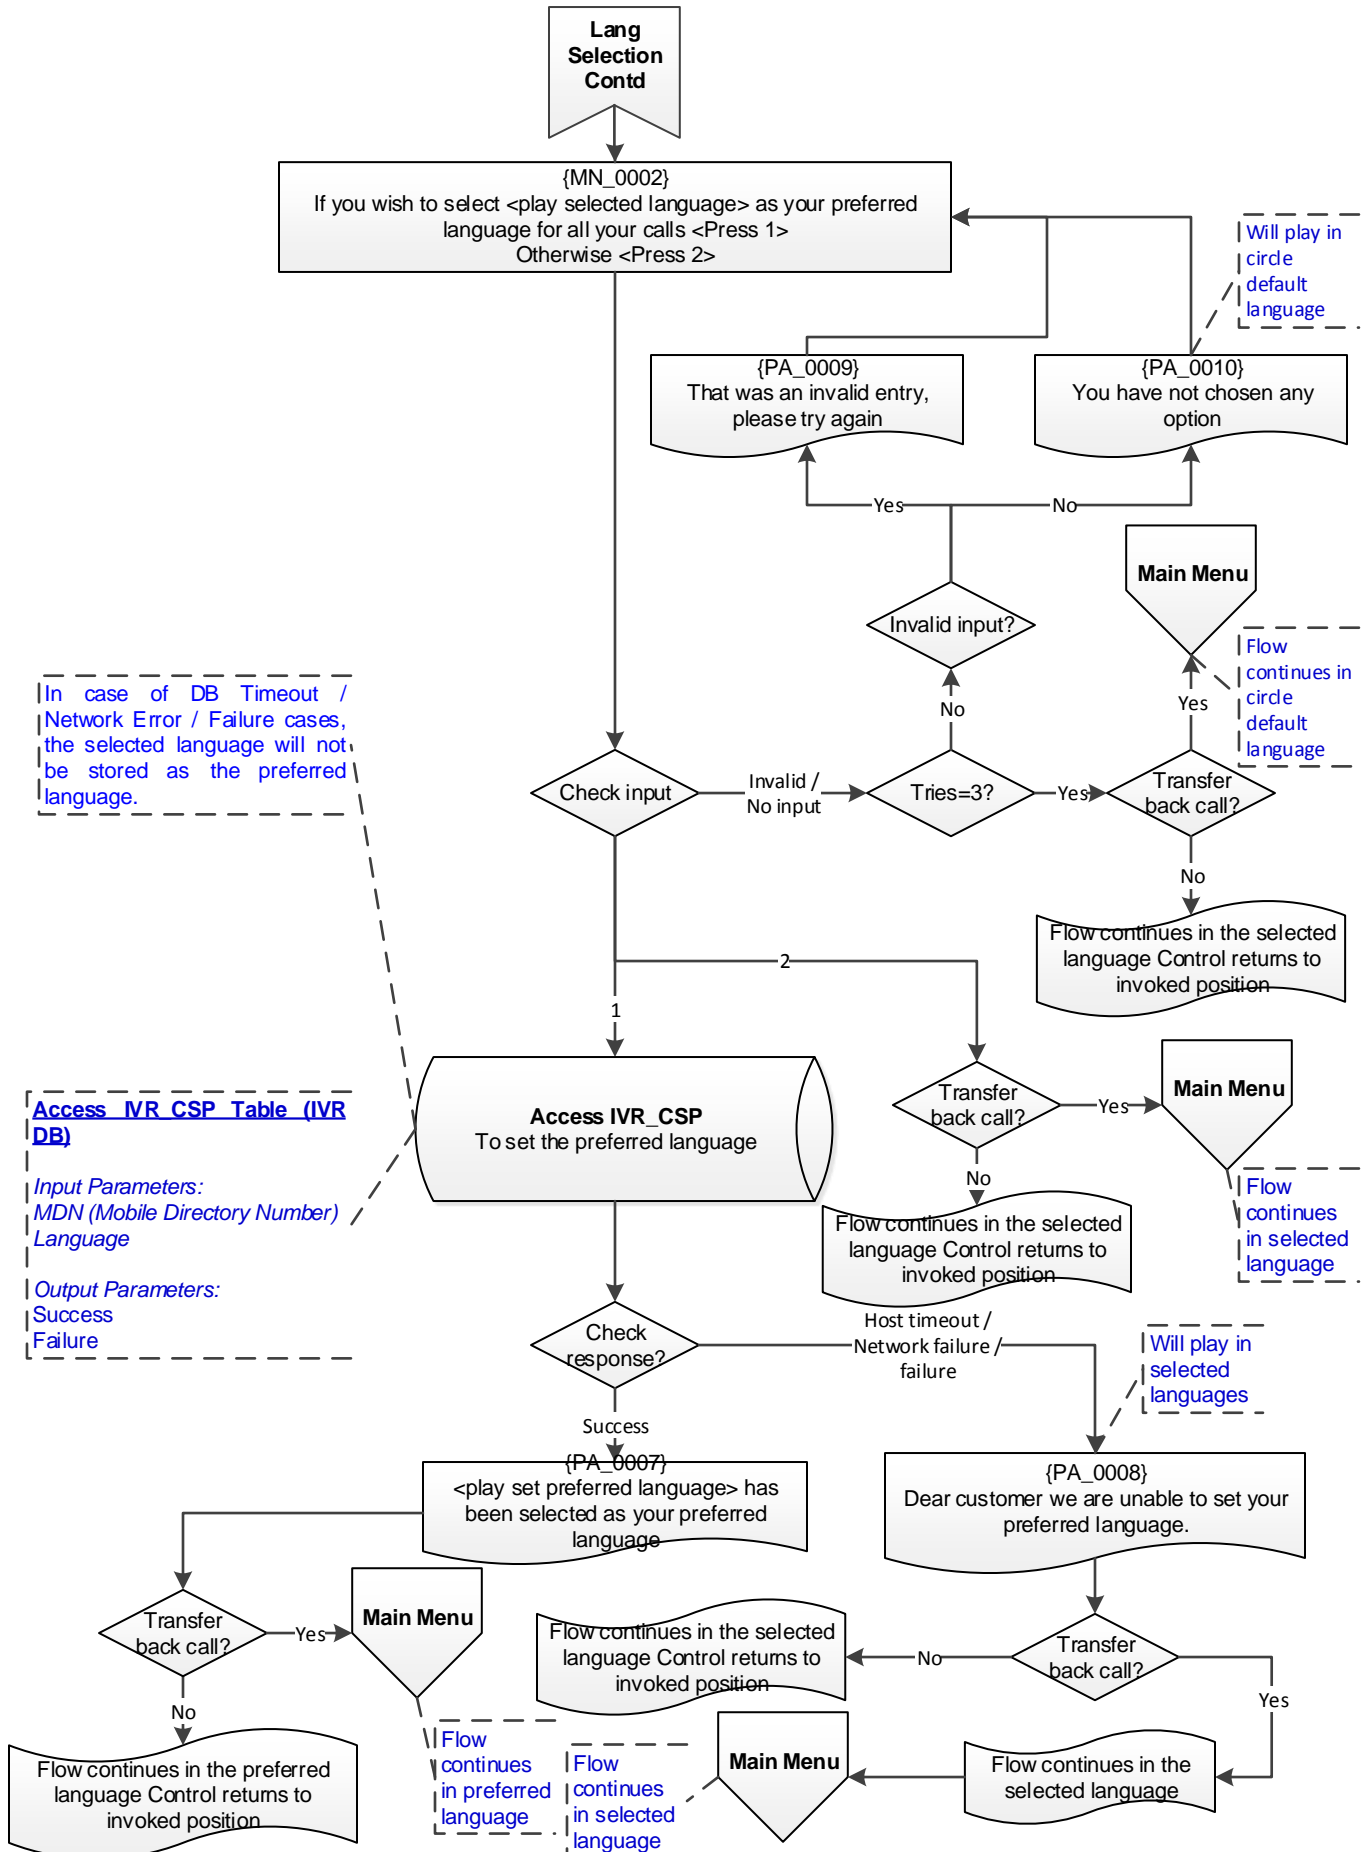 Lang
Selection
Contd
{MN_0002}
If you wish to select <play selected language> as your preferred
language for all your calls <Press 1>
Otherwise <Press 2>
Will play in
circle
default
language
{PA_0009}
That was an invalid entry,
please try again
{PA_0010}
You have not chosen any
option
Yes
No
Main Menu
Invalid input?
Flow
continues in
circle
default
language
Yes
No
In case of DB Timeout /
Network Error / Failure cases,
the selected language will not
be stored as the preferred
language.
Check input
Invalid /
No input
Tries=3?
Yes
Transfer
back call?
No
Flow continues in the selected
language Control returns to
invoked position
2
1
Access IVR_CSP
To set the preferred language
Transfer
back call?
Yes
Main Menu
No
Flow continues in the selected
language Control returns to
invoked position
Flow
continues
in selected
language
Access IVR_CSP Table (IVR
DB)
Input Parameters:
MDN (Mobile Directory Number)
Language
Output Parameters:
Success
Failure
Check
response?
Host timeout /
Network failure /
failure
Will play in
selected
languages
Success
{PA_0007}
<play set preferred language> has
been selected as your preferred
language
{PA_0008}
Dear customer we are unable to set your
preferred language.
Transfer
back call?
Yes
Main Menu
No
Flow continues in the preferred
language Control returns to
invoked position
Flow
continues
in preferred
language
Flow continues in the selected
language Control returns to
invoked position
No
Transfer
back call?
Yes
Flow continues in the
selected language
Main Menu
Flow
continues
in selected
language